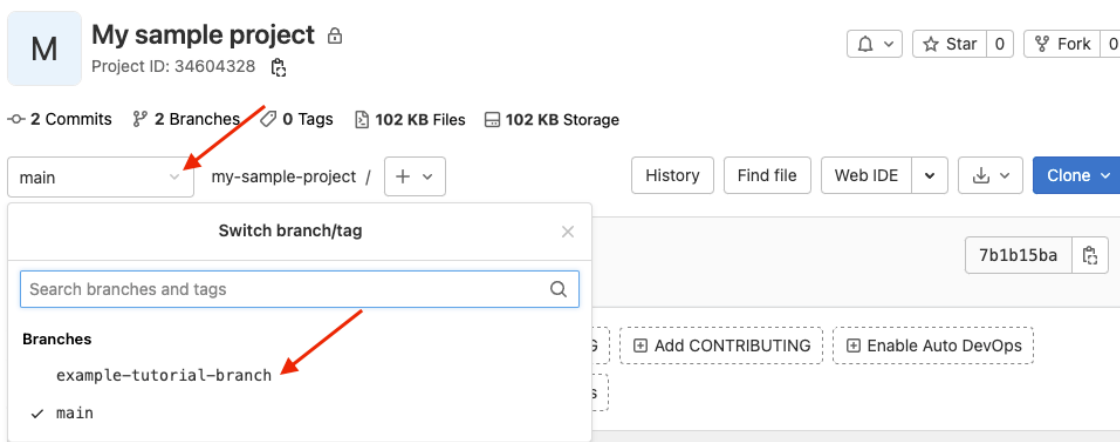 M
My sample project
Project ID: 34604328
2 Commits 2 Branches 0 Tags 102 KB Files 102 KB Storage
main my-sample-project / + History Find file Web IDE Clone
Star 0 Fork 0
Switch branch/tag
7b1b15ba
Search branches and tags
Branches
Add CONTRIBUTING Enable Auto DevOps
example-tutorial-branch
main